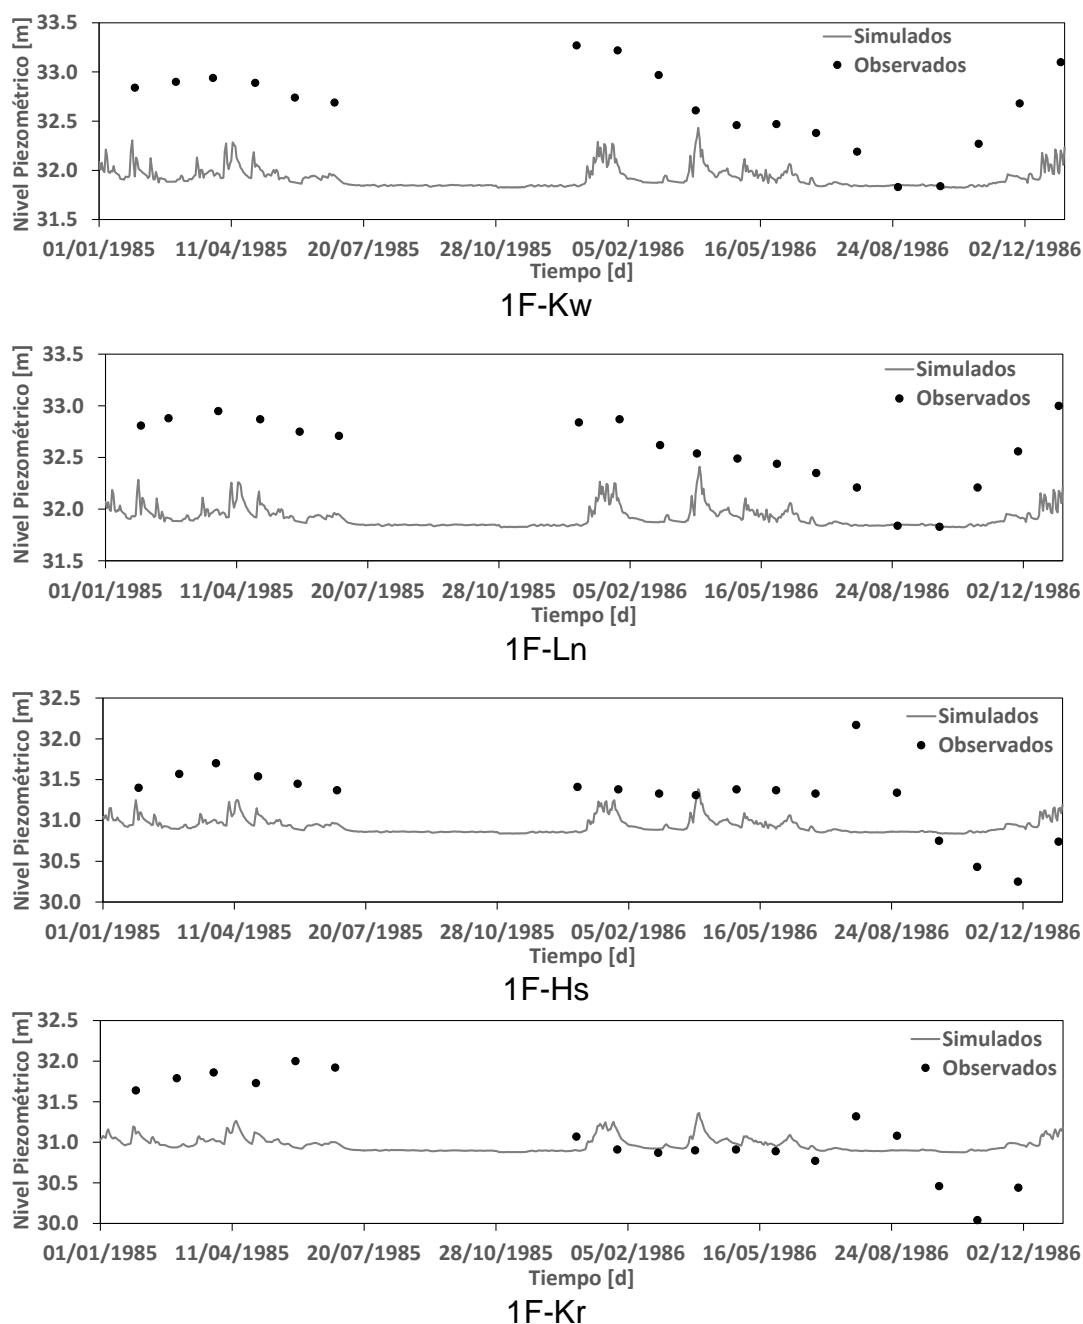 Nivel Piezométrico [m]
33.5
33.0
32.5
32.0
31.5
Simulados
Observados
01/01/1985 11/04/1985 20/07/1985 28/10/1985 05/02/1986 16/05/1986 24/08/1986 02/12/1986
Tiempo [d]
1F-Kw
Nivel Piezométrico [m]
33.5
33.0
32.5
32.0
31.5
Simulados
Observados
01/01/1985 11/04/1985 20/07/1985 28/10/1985 05/02/1986 16/05/1986 24/08/1986 02/12/1986
Tiempo [d]
1F-Ln
Nivel Piezométrico [m]
32.5
32.0
31.5
31.0
30.5
30.0
Simulados
Observados
01/01/1985 11/04/1985 20/07/1985 28/10/1985 05/02/1986 16/05/1986 24/08/1986 02/12/1986
Tiempo [d]
1F-Hs
Nivel Piezométrico [m]
32.5
32.0
31.5
31.0
30.5
30.0
Simulados
Observados
01/01/1985 11/04/1985 20/07/1985 28/10/1985 05/02/1986 16/05/1986 24/08/1986 02/12/1986
Tiempo [d]
1F-Kr